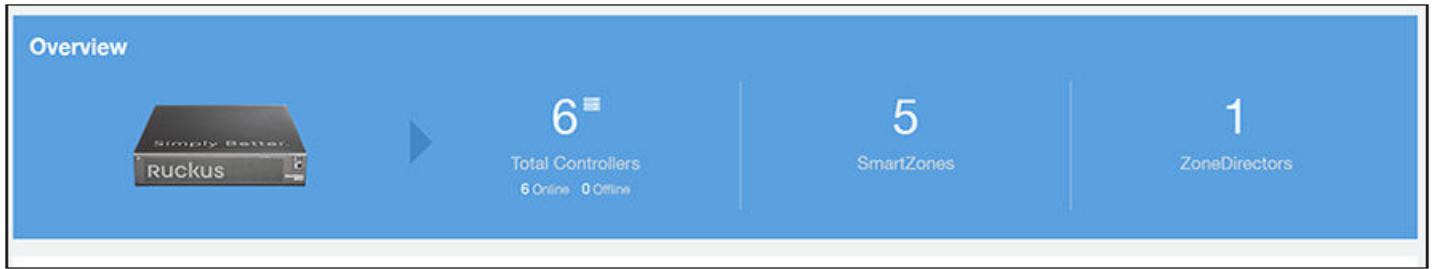 Overview
Simply Better.
Ruckus
6
Total Controllers
6 Online 0 Offline
5
SmartZones
1
ZoneDirectors